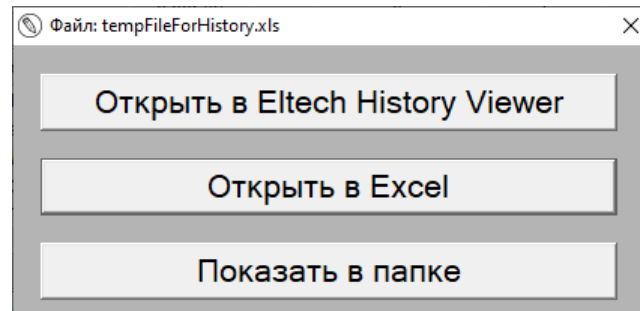 Файл: tempFileForHistory.xls
Открыть в Eltech History Viewer
Открыть в Excel
Показать в папке